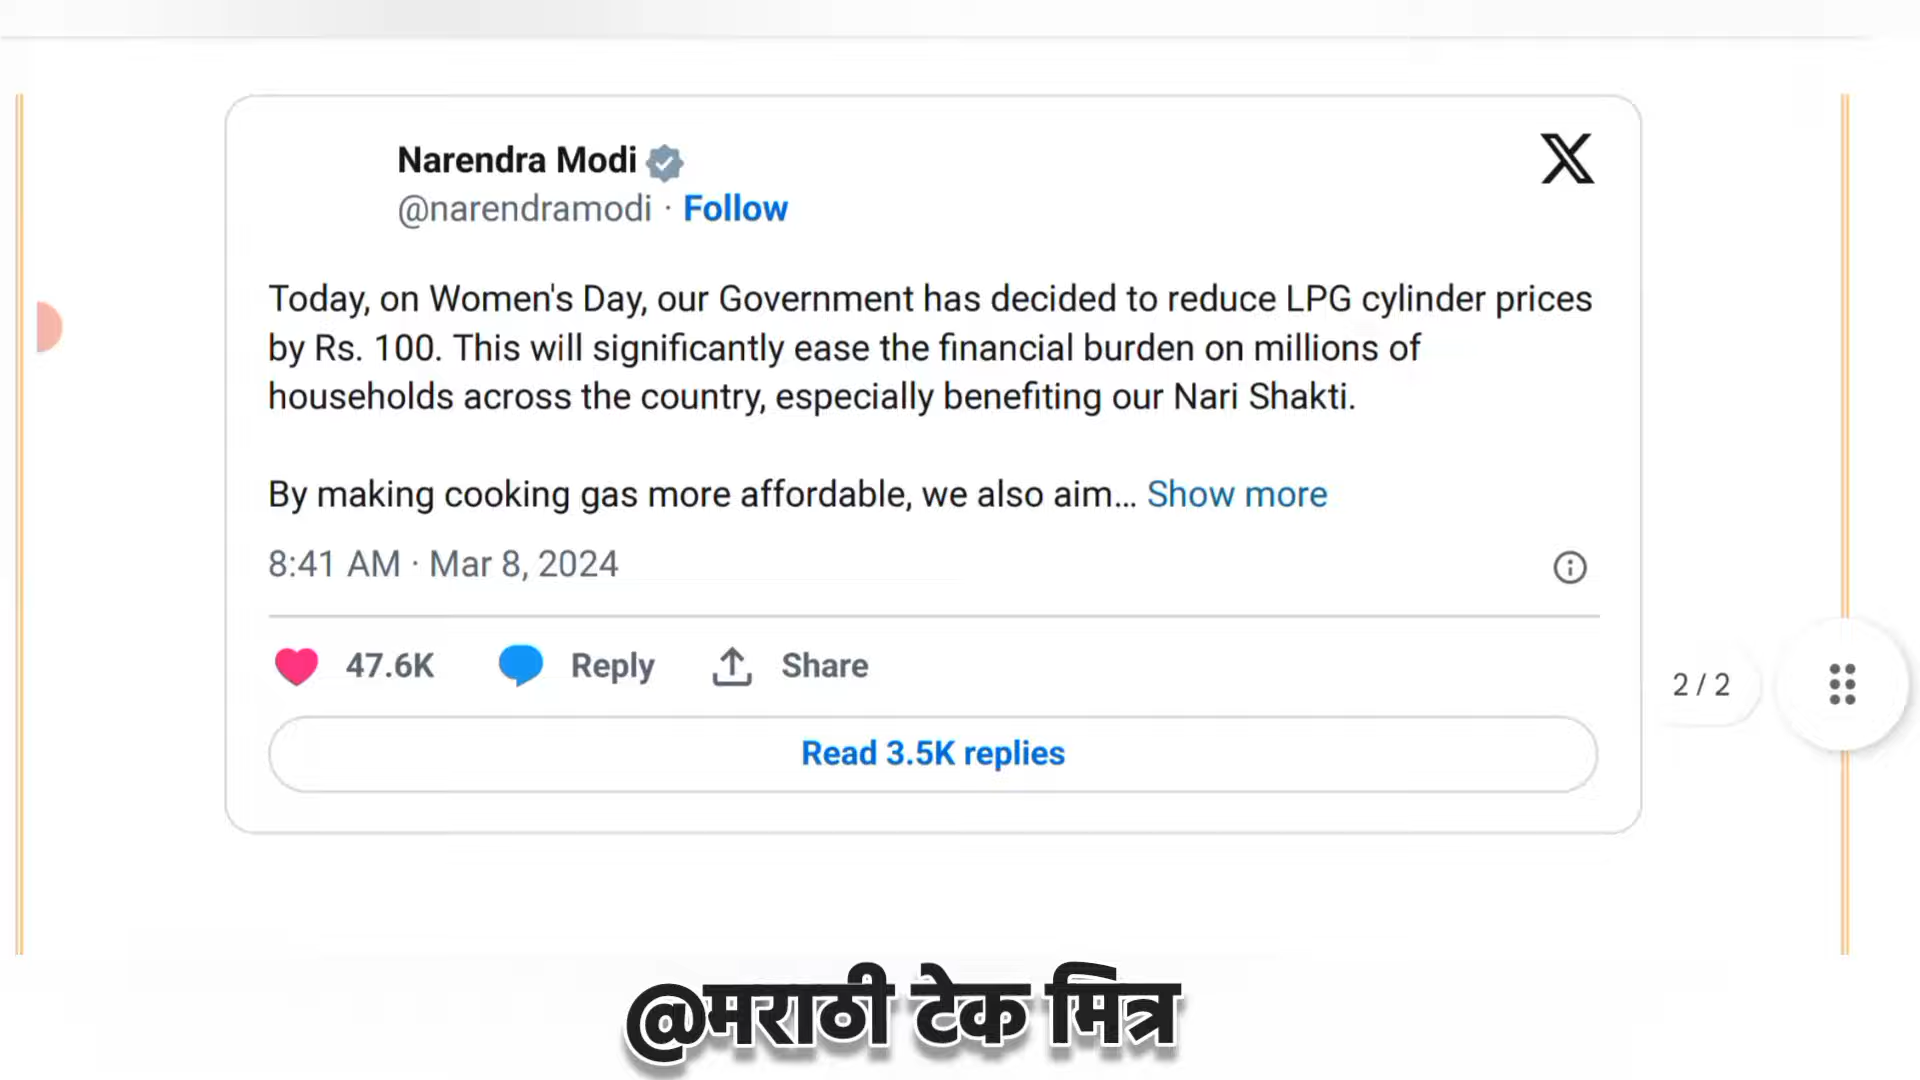 Narendra Modi
@narendramodi · Follow
Today, on Women's Day, our Government has decided to reduce LPG cylinder prices
by Rs. 100. This will significantly ease the financial burden on millions of
households across the country, especially benefiting our Nari Shakti.
By making cooking gas more affordable, we also aim... Show more
8:41 AM · Mar 8, 2024
47.6K Reply Share
2 / 2
Read 3.5K replies
@मराठी टेक मित्र